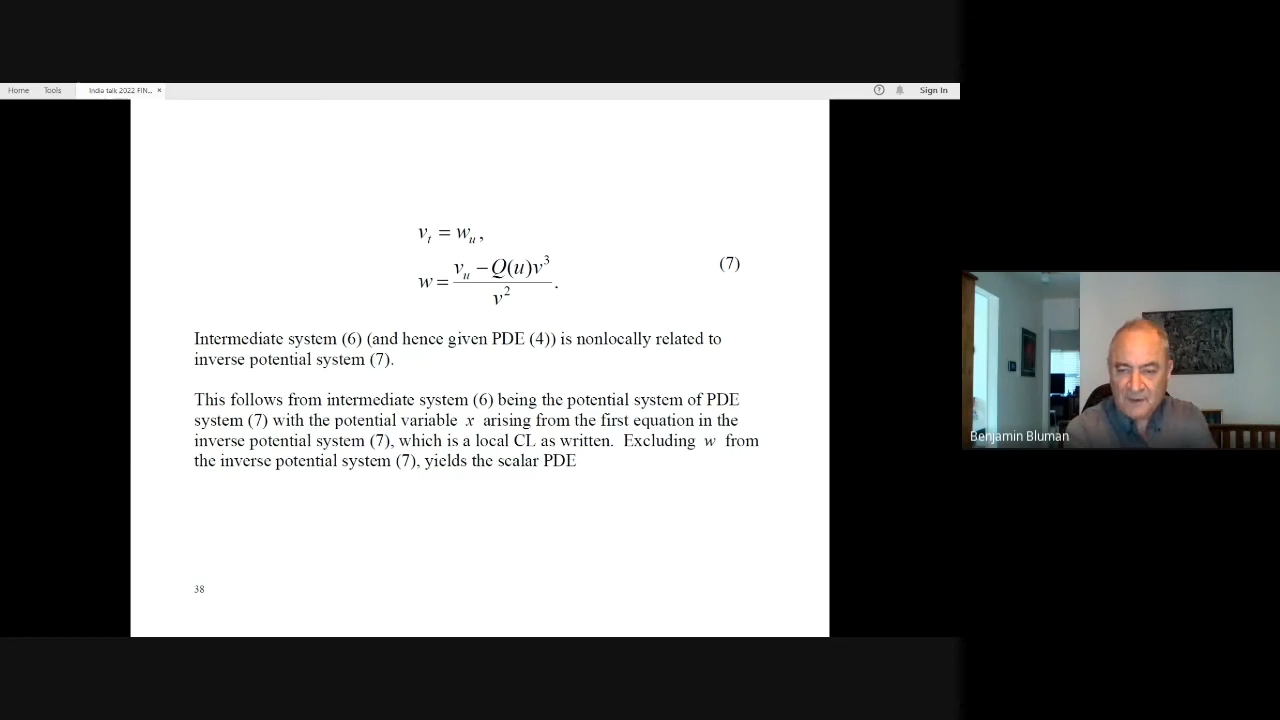 Home Tools India talk 2022 FIN... × Sign In
v_t = w_u,
w = (v_u − Q(u)v^3) / v^2. (7)
Intermediate system (6) (and hence given PDE (4)) is nonlocally related to
inverse potential system (7).
This follows from intermediate system (6) being the potential system of PDE
system (7) with the potential variable x arising from the first equation in the
inverse potential system (7), which is a local CL as written. Excluding w from
the inverse potential system (7), yields the scalar PDE
38
Benjamin Bluman